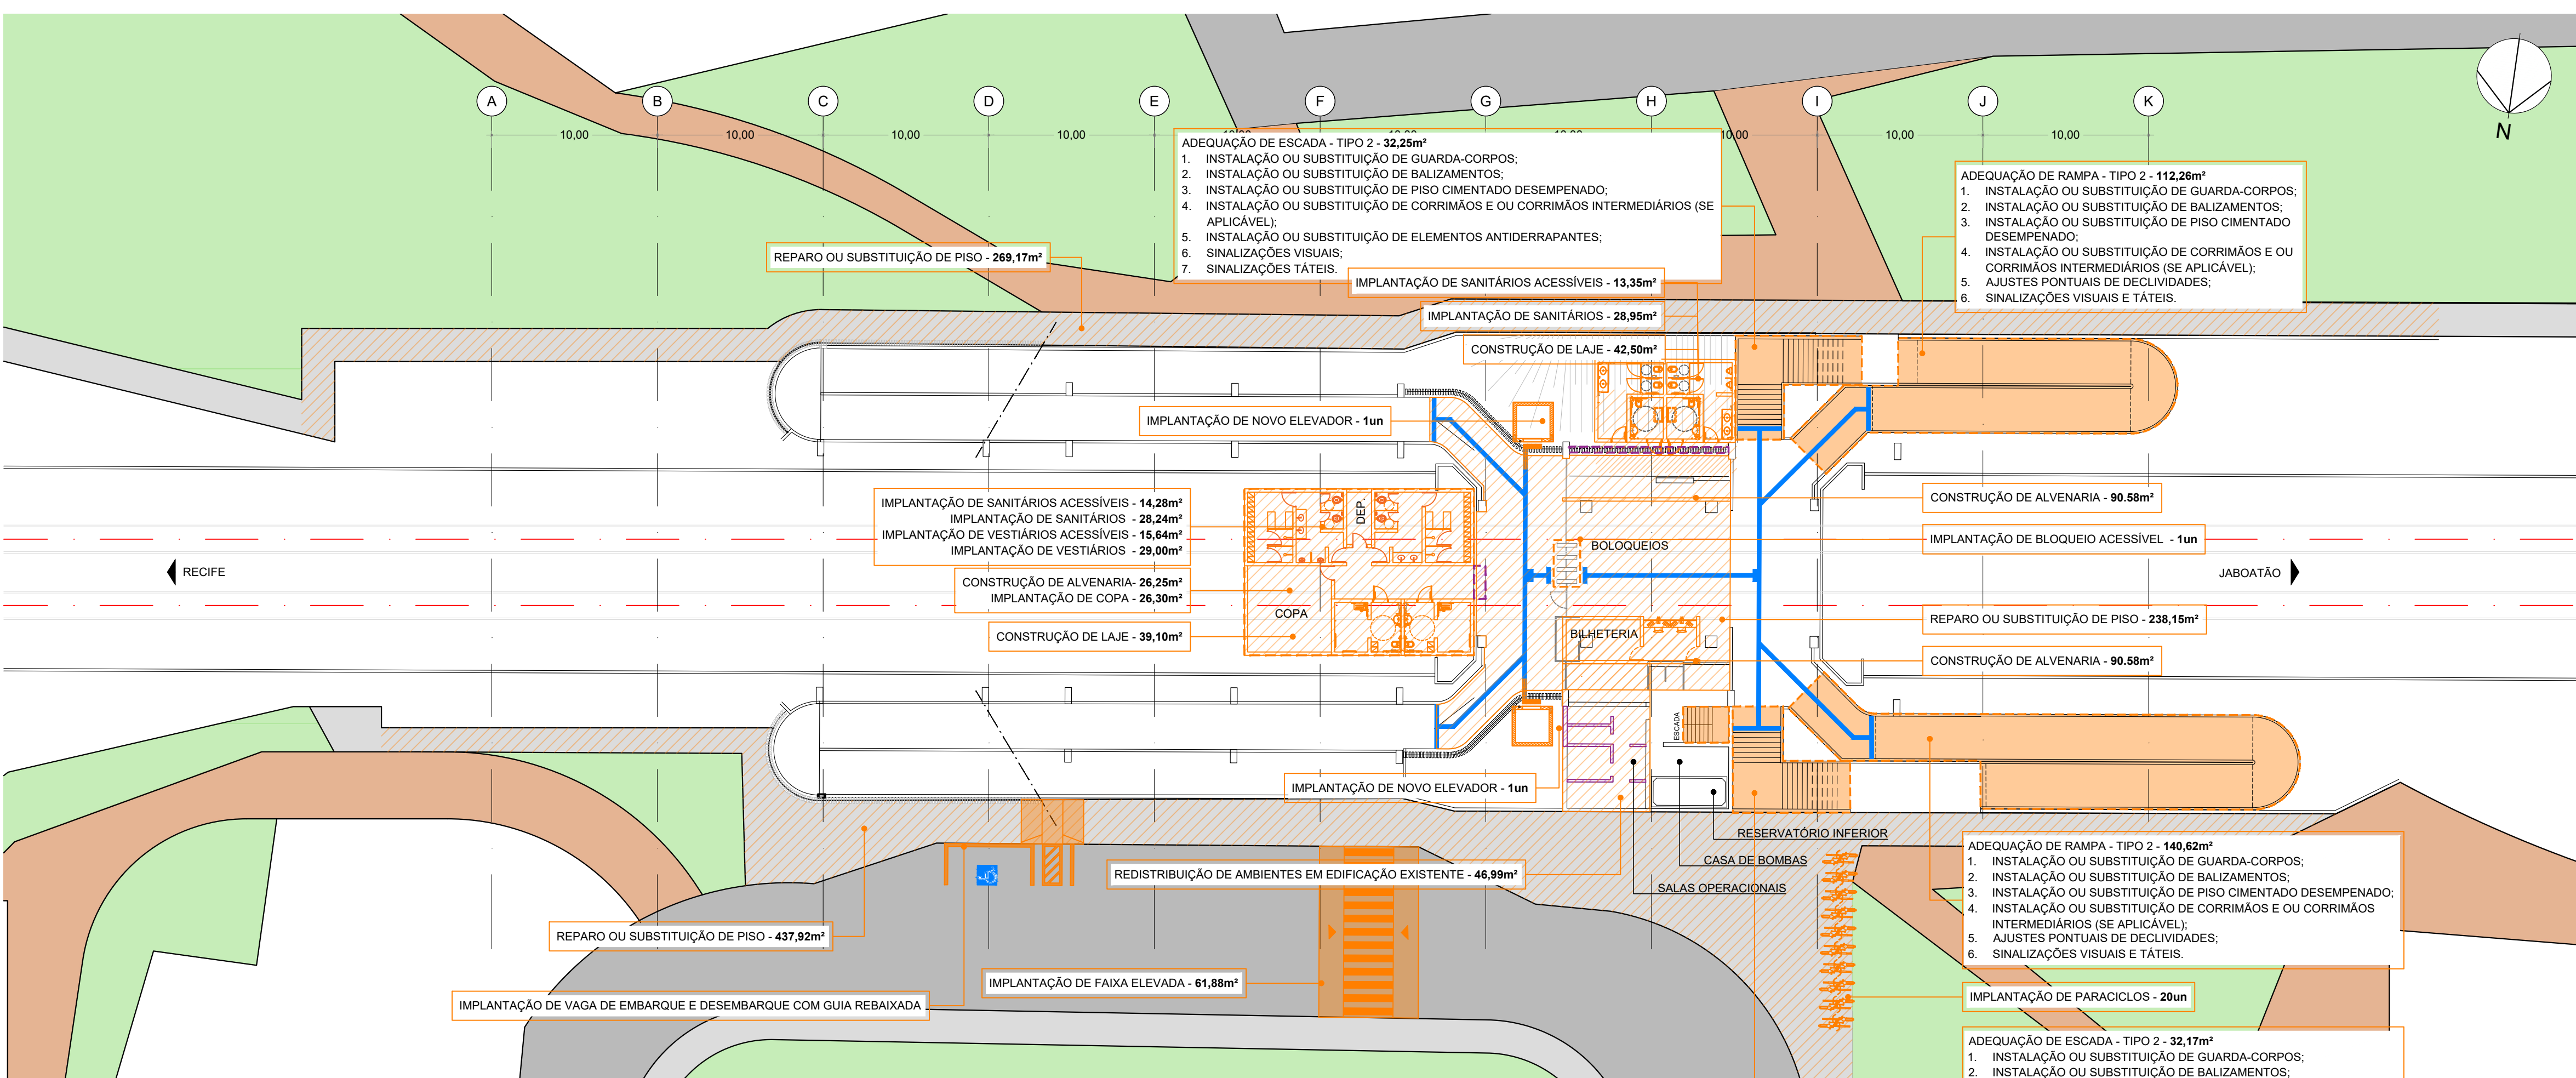 A
B
C
D
E
F
G
H
I
J
K
N
10,00
10,00
10,00
10,00
10,00
10,00
10,00
ADEQUAÇÃO DE ESCADA - TIPO 2 - 32,25m²
1. INSTALAÇÃO OU SUBSTITUIÇÃO DE GUARDA-CORPOS;
2. INSTALAÇÃO OU SUBSTITUIÇÃO DE BALIZAMENTOS;
3. INSTALAÇÃO OU SUBSTITUIÇÃO DE PISO CIMENTADO DESEMPENADO;
4. INSTALAÇÃO OU SUBSTITUIÇÃO DE CORRIMÃOS E OU CORRIMÃOS INTERMEDIÁRIOS (SE
APLICÁVEL);
5. INSTALAÇÃO OU SUBSTITUIÇÃO DE ELEMENTOS ANTIDERRAPANTES;
6. SINALIZAÇÕES VISUAIS;
7. SINALIZAÇÕES TÁTEIS.
ADEQUAÇÃO DE RAMPA - TIPO 2 - 112,26m²
1. INSTALAÇÃO OU SUBSTITUIÇÃO DE GUARDA-CORPOS;
2. INSTALAÇÃO OU SUBSTITUIÇÃO DE BALIZAMENTOS;
3. INSTALAÇÃO OU SUBSTITUIÇÃO DE PISO CIMENTADO
DESEMPENADO;
4. INSTALAÇÃO OU SUBSTITUIÇÃO DE CORRIMÃOS E OU
CORRIMÃOS INTERMEDIÁRIOS (SE APLICÁVEL);
5. AJUSTES PONTUAIS DE DECLIVIDADES;
6. SINALIZAÇÕES VISUAIS E TÁTEIS.
REPARO OU SUBSTITUIÇÃO DE PISO - 269,17m²
IMPLANTAÇÃO DE SANITÁRIOS ACESSÍVEIS - 13,35m²
IMPLANTAÇÃO DE SANITÁRIOS - 28,95m²
CONSTRUÇÃO DE LAJE - 42,50m²
IMPLANTAÇÃO DE NOVO ELEVADOR - 1un
IMPLANTAÇÃO DE SANITÁRIOS ACESSÍVEIS - 14,28m²
IMPLANTAÇÃO DE SANITÁRIOS - 28,24m²
IMPLANTAÇÃO DE VESTIÁRIOS ACESSÍVEIS - 15,64m²
IMPLANTAÇÃO DE VESTIÁRIOS - 29,00m²
DEP.
CONSTRUÇÃO DE ALVENARIA - 90.58m²
BOLOQUEIOS
IMPLANTAÇÃO DE BLOQUEIO ACESSÍVEL - 1un
RECIFE
JABOATÃO
CONSTRUÇÃO DE ALVENARIA- 26,25m²
IMPLANTAÇÃO DE COPA - 26,30m²
COPA
CONSTRUÇÃO DE LAJE - 39,10m²
BILHETERIA
REPARO OU SUBSTITUIÇÃO DE PISO - 238,15m²
CONSTRUÇÃO DE ALVENARIA - 90.58m²
ESCADA
IMPLANTAÇÃO DE NOVO ELEVADOR - 1un
RESERVATÓRIO INFERIOR
CASA DE BOMBAS
SALAS OPERACIONAIS
REDISTRIBUIÇÃO DE AMBIENTES EM EDIFICAÇÃO EXISTENTE - 46,99m²
ADEQUAÇÃO DE RAMPA - TIPO 2 - 140,62m²
1. INSTALAÇÃO OU SUBSTITUIÇÃO DE GUARDA-CORPOS;
2. INSTALAÇÃO OU SUBSTITUIÇÃO DE BALIZAMENTOS;
3. INSTALAÇÃO OU SUBSTITUIÇÃO DE PISO CIMENTADO DESEMPENADO;
4. INSTALAÇÃO OU SUBSTITUIÇÃO DE CORRIMÃOS E OU CORRIMÃOS
INTERMEDIÁRIOS (SE APLICÁVEL);
5. AJUSTES PONTUAIS DE DECLIVIDADES;
6. SINALIZAÇÕES VISUAIS E TÁTEIS.
REPARO OU SUBSTITUIÇÃO DE PISO - 437,92m²
IMPLANTAÇÃO DE FAIXA ELEVADA - 61,88m²
IMPLANTAÇÃO DE VAGA DE EMBARQUE E DESEMBARQUE COM GUIA REBAIXADA
IMPLANTAÇÃO DE PARACICLOS - 20un
ADEQUAÇÃO DE ESCADA - TIPO 2 - 32,17m²
1. INSTALAÇÃO OU SUBSTITUIÇÃO DE GUARDA-CORPOS;
2. INSTALAÇÃO OU SUBSTITUIÇÃO DE BALIZAMENTOS;